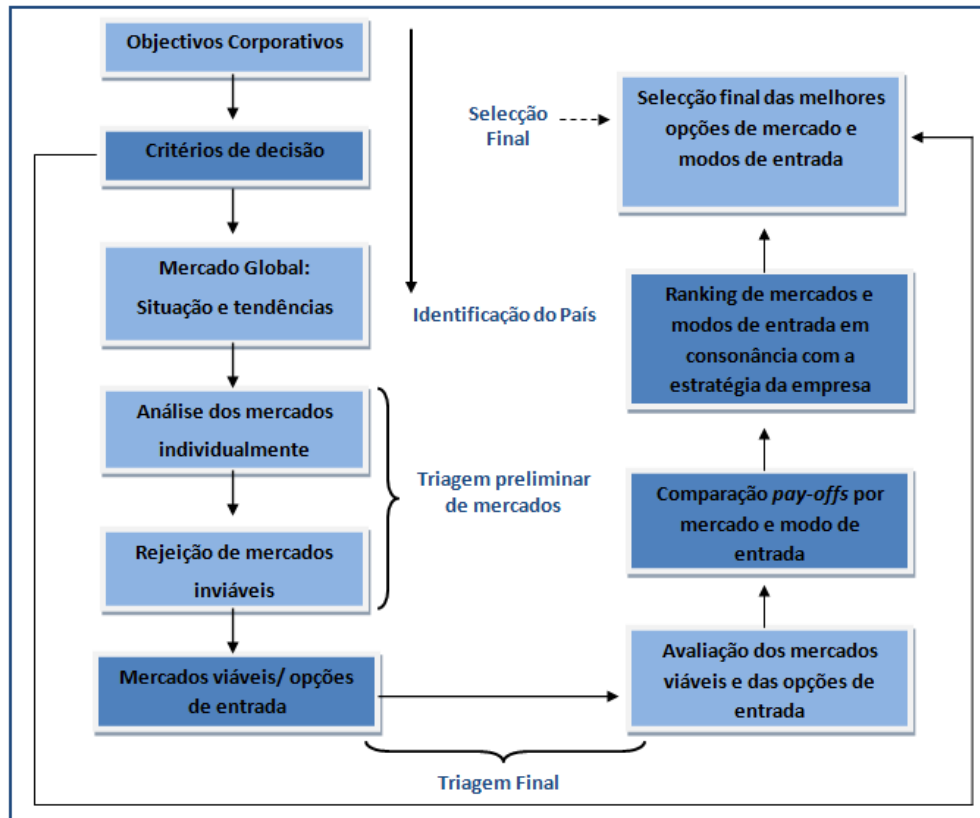 Objectivos Corporativos
Critérios de decisão
Mercado Global:
Situação e tendências
Análise dos mercados
individualmente
Rejeição de mercados
inviáveis
Mercados viáveis/ opções
de entrada
Identificação do País
Triagem preliminar
de mercados
Triagem Final
Avaliação dos mercados
viáveis e das opções de
entrada
Comparação pay-offs por
mercado e modo de
entrada
Ranking de mercados e
modos de entrada em
consonância com a
estratégia da empresa
Selecção
Final
Selecção final das melhores
opções de mercado e
modos de entrada